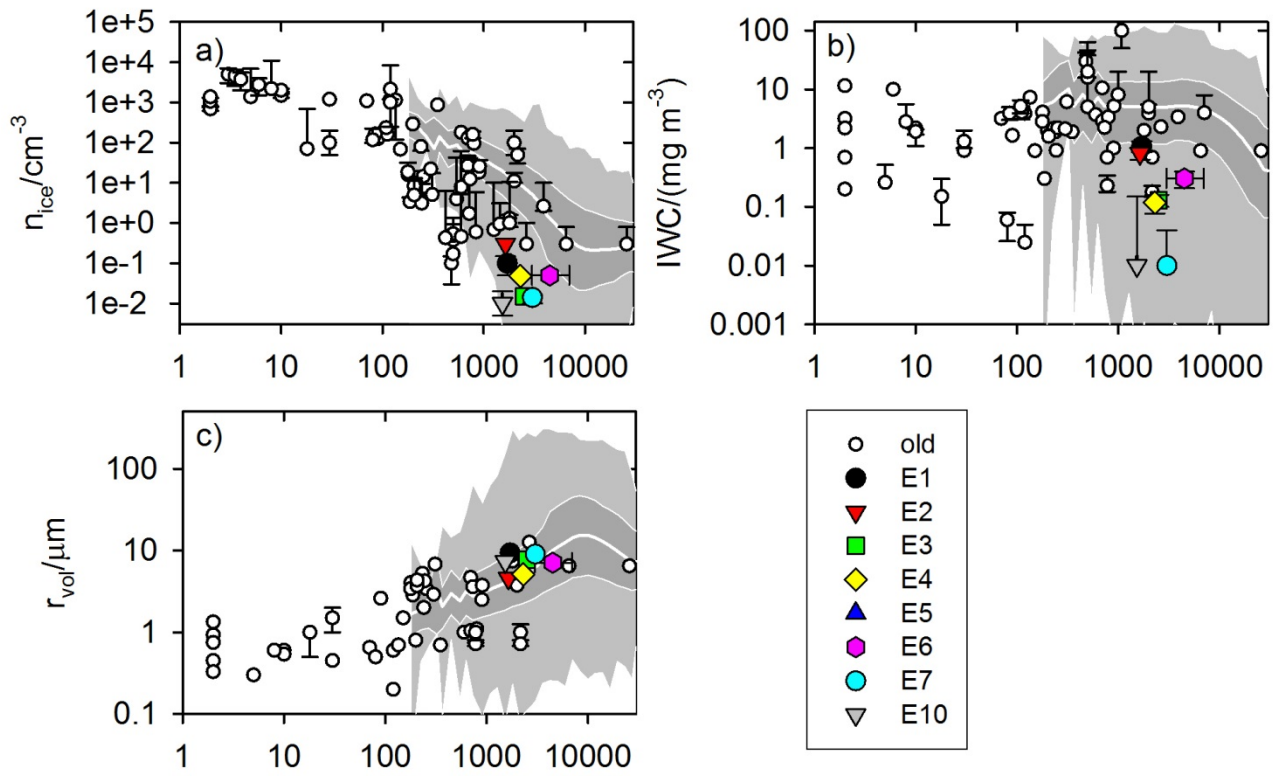 a)
n_ice/cm^-3
1e+5
1e+4
1e+3
1e+2
1e+1
1e+0
1e-1
1e-2
1 10 100 1000 10000
b)
IWC/(mg m^-3)
100
10
1
0.1
0.01
0.001
1 10 100 1000 10000
c)
r_vol/μm
100
10
1
0.1
1 10 100 1000 10000
old
E1
E2
E3
E4
E5
E6
E7
E10